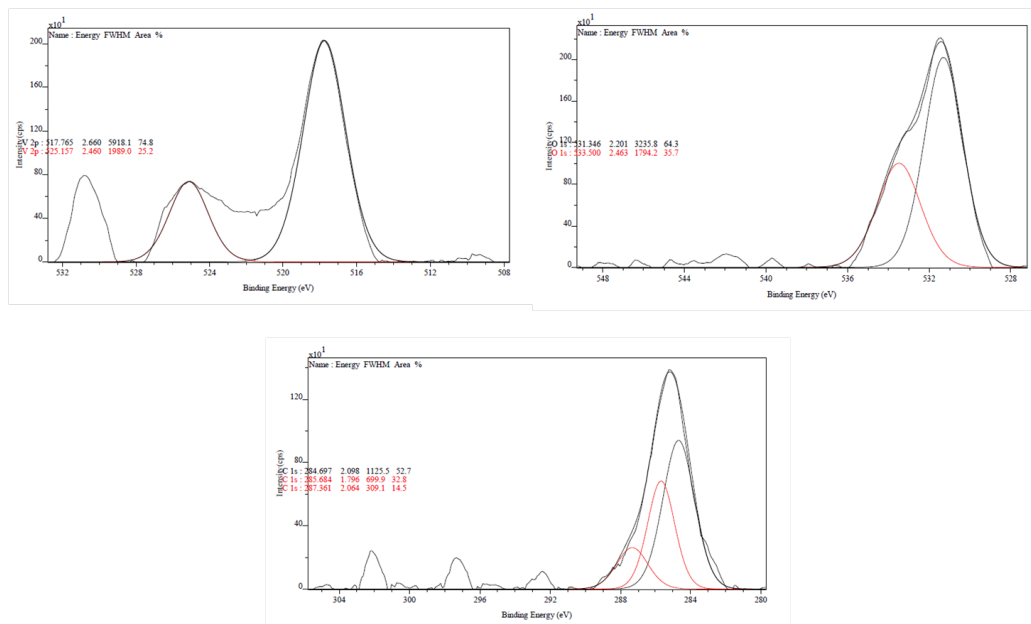 x10¹
Name : Energy FWHM Area %
200
160
120
80
40
0
V 2p : 517.765 2.660 5918.1 74.8
V 2p : 525.157 2.460 1989.0 25.2
Intensity (cps)
532 528 524 520 516 512 508
Binding Energy (eV)
x10¹
Name : Energy FWHM Area %
200
160
120
80
40
0
O 1s : 531.346 2.201 3235.8 64.3
O 1s : 533.500 2.463 1794.2 35.7
Intensity (cps)
548 544 540 536 532 528
Binding Energy (eV)
x10¹
Name : Energy FWHM Area %
120
80
40
0
C 1s : 284.697 2.098 1125.5 52.7
C 1s : 285.684 1.796 699.9 32.8
C 1s : 287.361 2.064 309.1 14.5
Intensity (cps)
304 300 296 292 288 284 280
Binding Energy (eV)